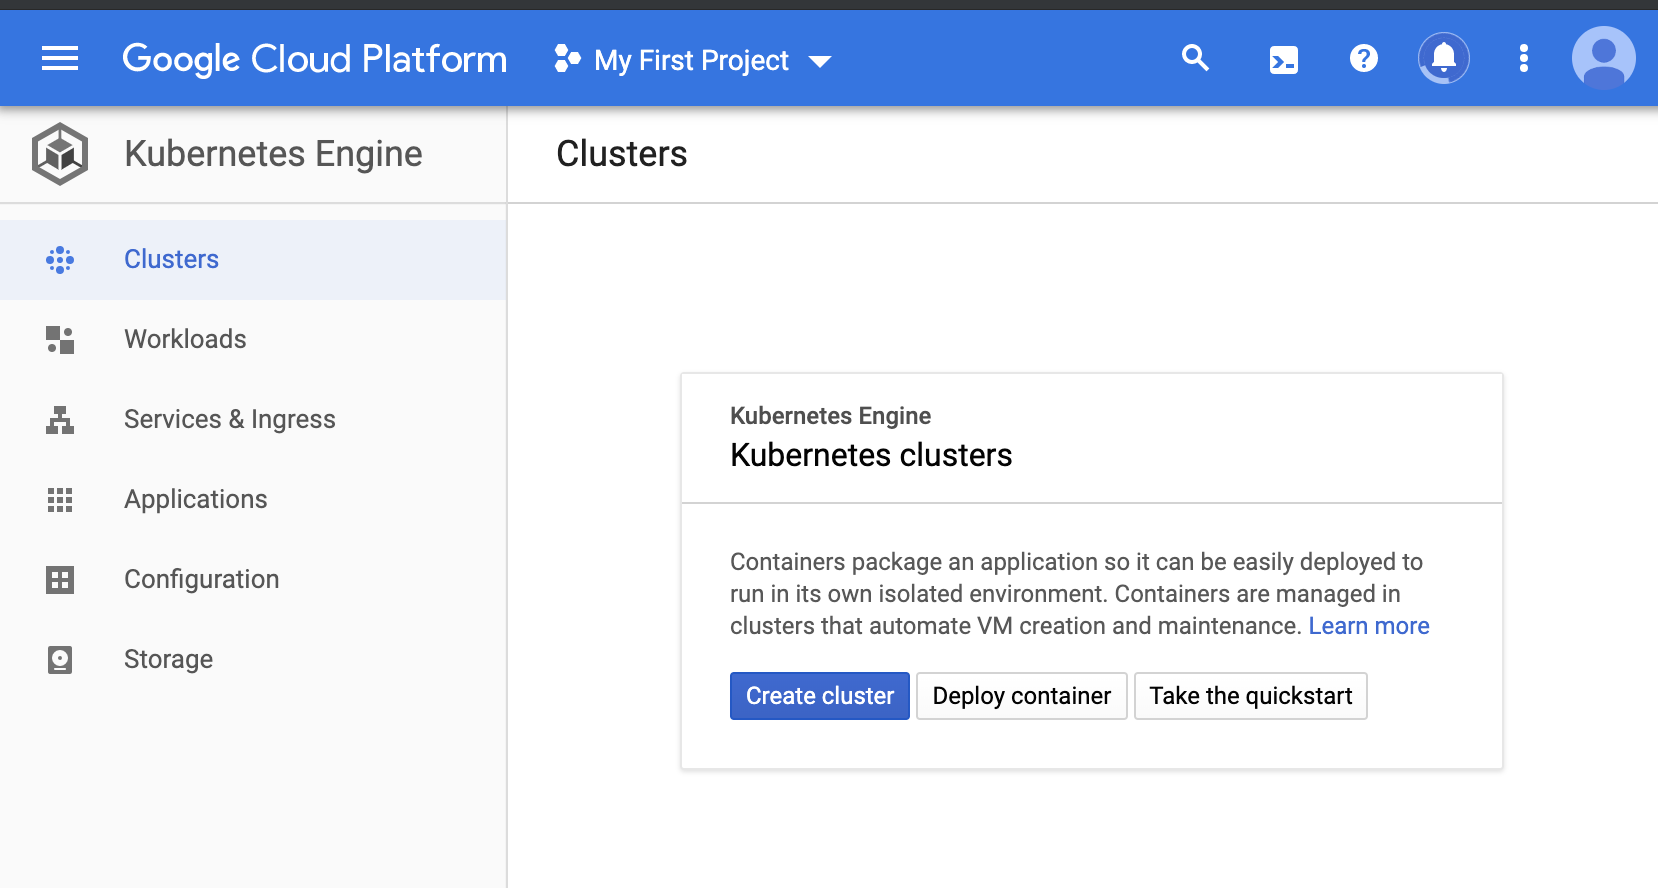 Google Cloud Platform
My First Project
Kubernetes Engine
Clusters
Clusters
Workloads
Services & Ingress
Applications
Configuration
Storage
Kubernetes Engine
Kubernetes clusters
Containers package an application so it can be easily deployed to
run in its own isolated environment. Containers are managed in
clusters that automate VM creation and maintenance. Learn more
Create cluster
Deploy container
Take the quickstart